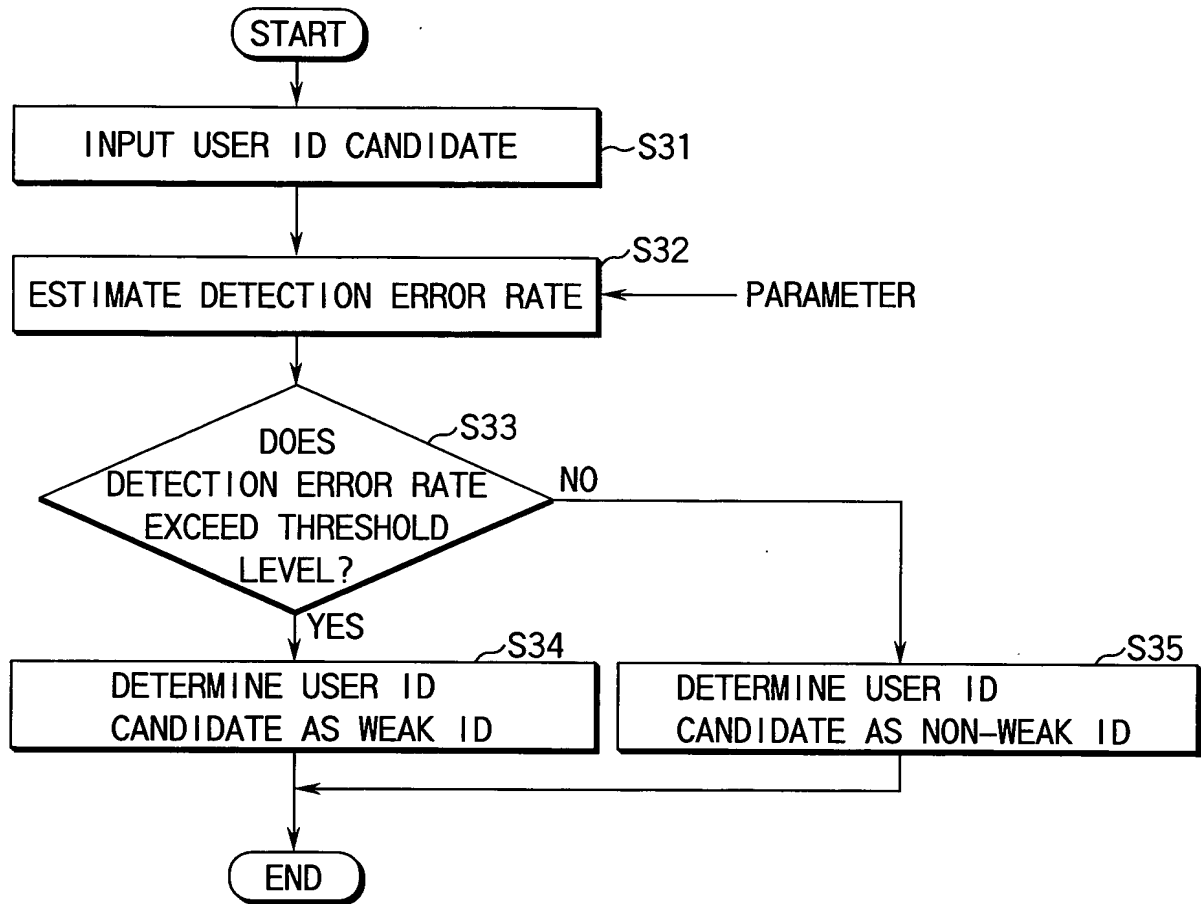 START
INPUT USER ID CANDIDATE
S31
S32
ESTIMATE DETECTION ERROR RATE
PARAMETER
S33
DOES
DETECTION ERROR RATE
EXCEED THRESHOLD
LEVEL?
NO
YES
S34
DETERMINE USER ID
CANDIDATE AS WEAK ID
S35
DETERMINE USER ID
CANDIDATE AS NON-WEAK ID
END